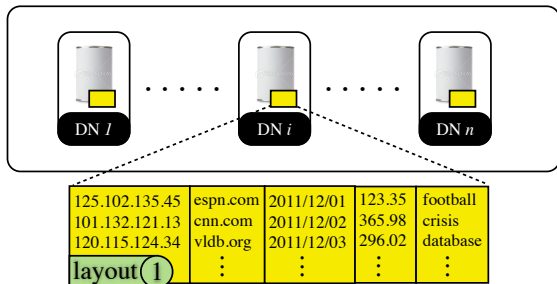 DN 1 DN i DN n
125.102.135.45 espn.com 2011/12/01 123.35 football
101.132.121.13 cnn.com 2011/12/02 365.98 crisis
120.115.124.34 vldb.org 2011/12/03 296.02 database
layout 1